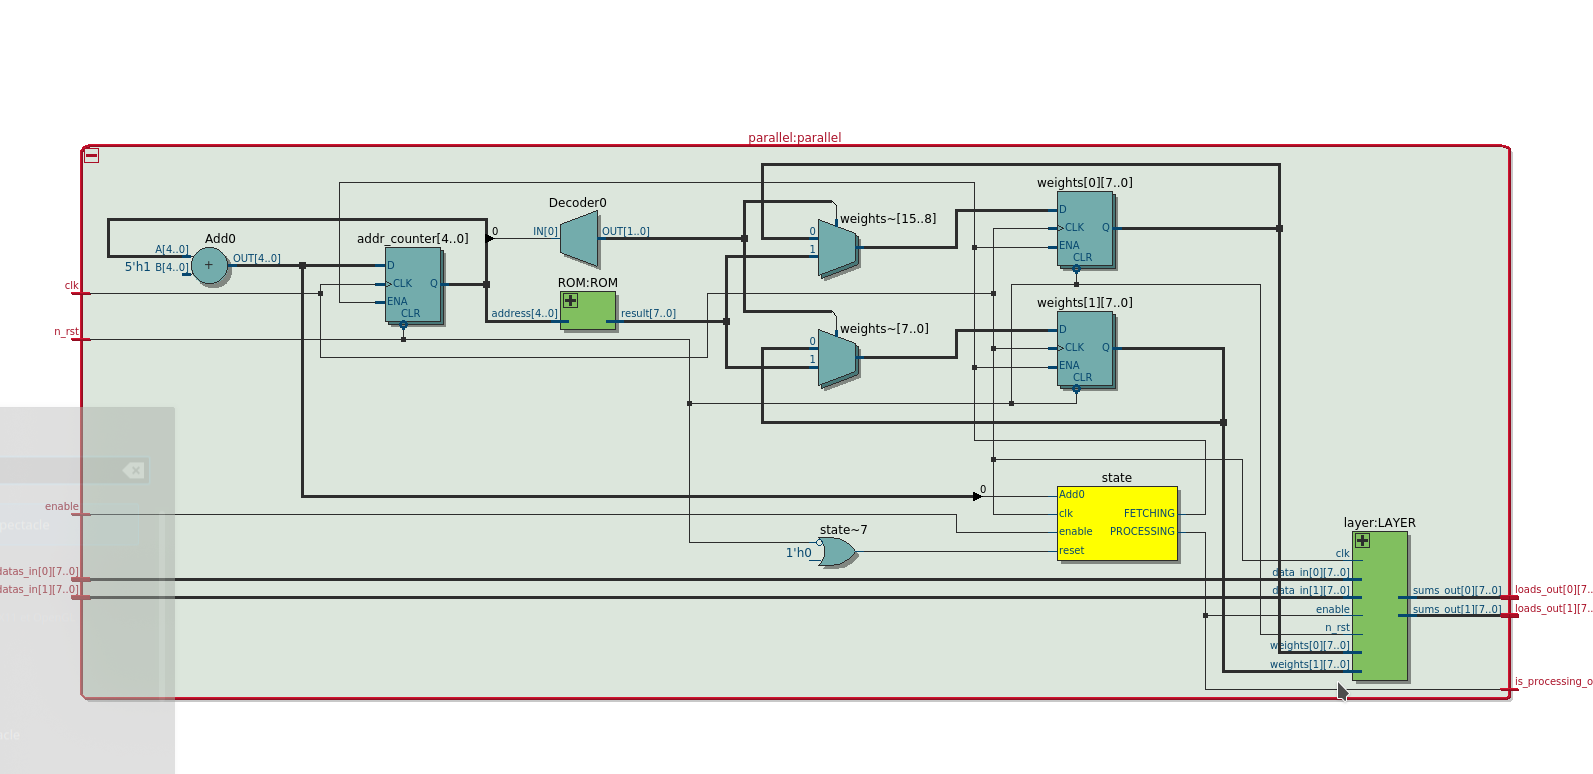 parallel:parallel
weights[0][7..0]
D
CLK
ENA
CLR
Q
Decoder0
0
IN[0]
OUT[1..0]
weights~[15..8]
0
1
Add0
A[4..0]
5'h1 B[4..0]
+
OUT[4..0]
addr_counter[4..0]
D
CLK
ENA
CLR
Q
ROM:ROM
address[4..0]
result[7..0]
clk
n_rst
weights[1][7..0]
D
CLK
ENA
CLR
Q
weights~[7..0]
0
1
state
0
Add0
clk
enable
reset
FETCHING
PROCESSING
enable
state~7
1'h0
layer:LAYER
clk
data_in[0][7..0]
data_in[1][7..0]
enable
n_rst
weights[0][7..0]
weights[1][7..0]
sums_out[0][7..0]
sums_out[1][7..0]
datas_in[0][7..0]
datas_in[1][7..0]
loads_out[0][7..
loads_out[1][7..
is_processing_o
pectacle
cle